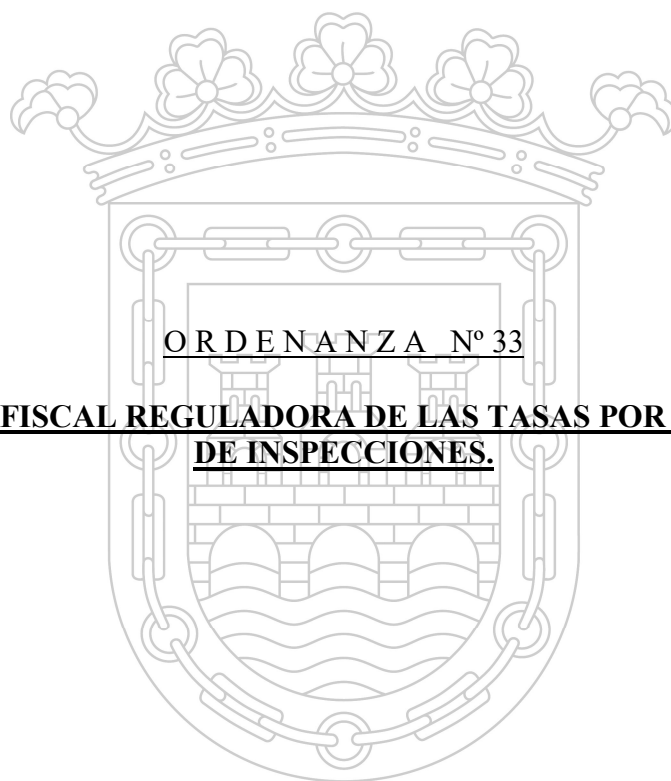 O R D E N A N Z A Nº 33
FISCAL REGULADORA DE LAS TASAS POR
DE INSPECCIONES.